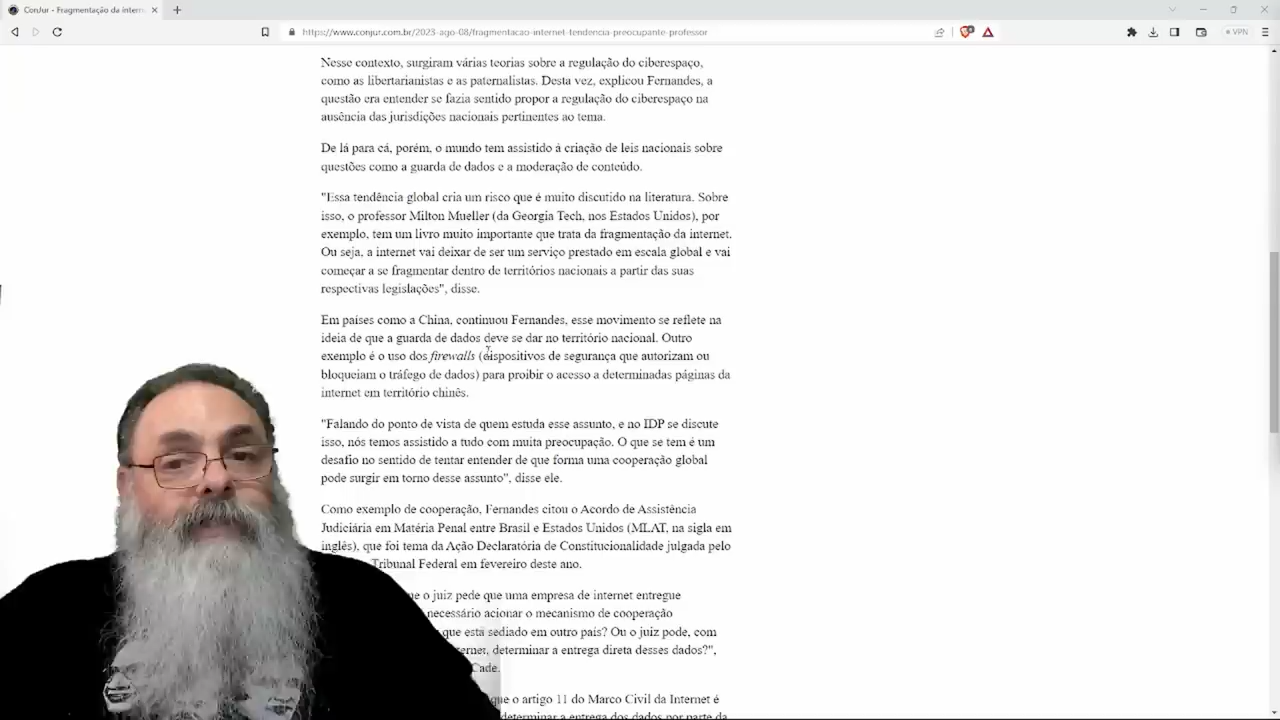 ConJur - Fragmentação da intern
https://www.conjur.com.br/2023-ago-08/fragmentacao-internet-tendencia-preocupante-professor
VPN
Nesse contexto, surgiram várias teorias sobre a regulação do ciberespaço,
como as libertarianistas e as paternalistas. Desta vez, explicou Fernandes, a
questão era entender se fazia sentido propor a regulação do ciberespaço na
ausência das jurisdições nacionais pertinentes ao tema.
De lá para cá, porém, o mundo tem assistido à criação de leis nacionais sobre
questões como a guarda de dados e a moderação de conteúdo.
"Essa tendência global cria um risco que é muito discutido na literatura. Sobre
isso, o professor Milton Mueller (da Georgia Tech, nos Estados Unidos), por
exemplo, tem um livro muito importante que trata da fragmentação da internet.
Ou seja, a internet vai deixar de ser um serviço prestado em escala global e vai
começar a se fragmentar dentro de territórios nacionais a partir das suas
respectivas legislações", disse.
Em países como a China, continuou Fernandes, esse movimento se reflete na
ideia de que a guarda de dados deve se dar no território nacional. Outro
exemplo é o uso dos firewalls (dispositivos de segurança que autorizam ou
bloqueiam o tráfego de dados) para proibir o acesso a determinadas páginas da
internet em território chinês.
"Falando do ponto de vista de quem estuda esse assunto, e no IDP se discute
isso, nós temos assistido a tudo com muita preocupação. O que se tem é um
desafio no sentido de tentar entender de que forma uma cooperação global
pode surgir em torno desse assunto", disse ele.
Como exemplo de cooperação, Fernandes citou o Acordo de Assistência
Judiciária em Matéria Penal entre Brasil e Estados Unidos (MLAT, na sigla em
inglês), que foi tema da Ação Declaratória de Constitucionalidade julgada pelo
Tribunal Federal em fevereiro deste ano.
o juiz pede que uma empresa de internet entregue
necessário acionar o mecanismo de cooperação
que está sediado em outro país? Ou o juiz pode, com
determinar a entrega direta desses dados?",
Cade.
que o artigo 11 do Marco Civil da Internet é
determinar a entrega dos dados por parte da